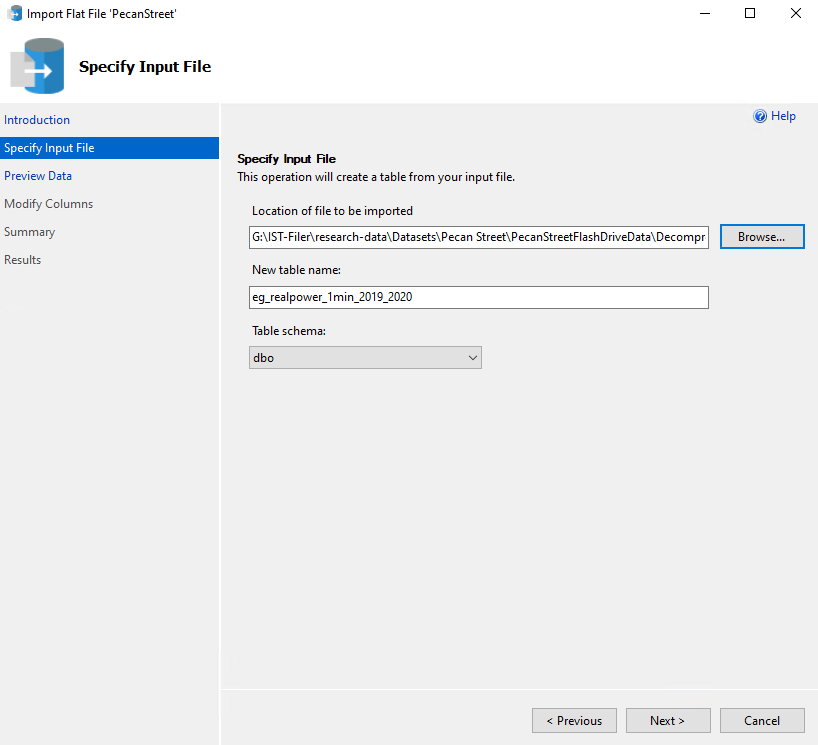 Import Flat File 'PecanStreet'
Specify Input File
Introduction
Specify Input File
Preview Data
Modify Columns
Summary
Results
Help
Specify Input File
This operation will create a table from your input file.
Location of file to be imported
G:\IST-Filer\research-data\Datasets\Pecan Street\PecanStreetFlashDriveData\Decompr
Browse...
New table name:
eg_realpower_1min_2019_2020
Table schema:
dbo
< Previous
Next >
Cancel